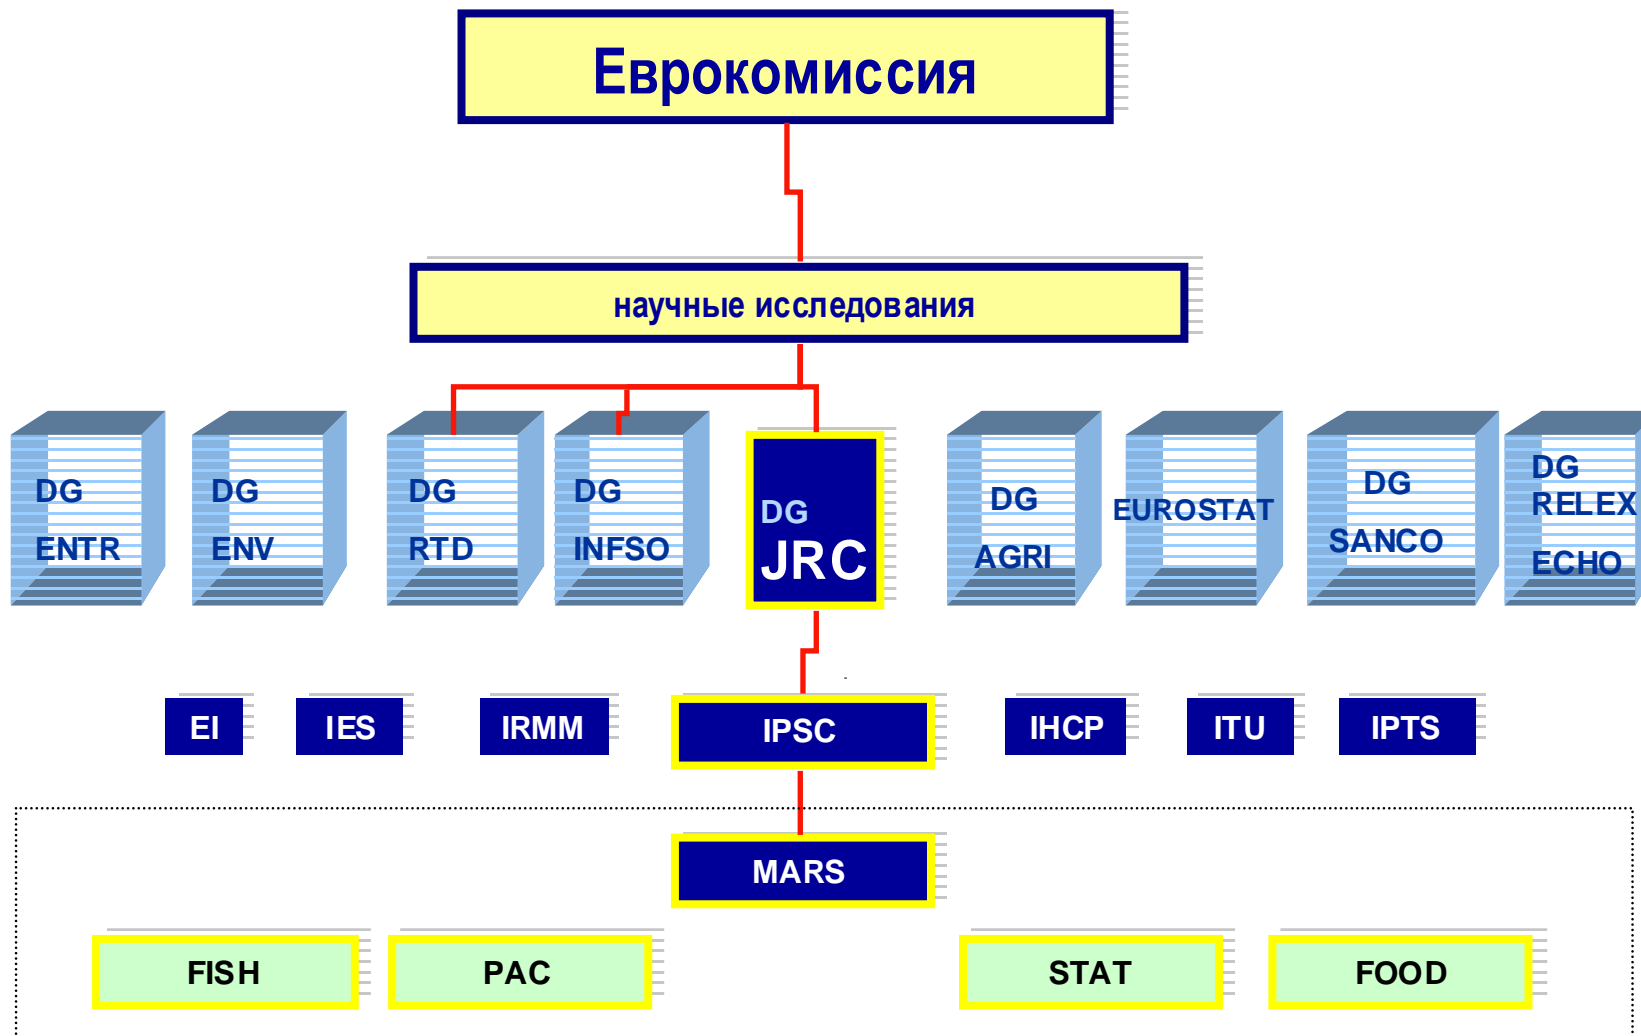 Еврокомиссия
научные исследования
DG
ENTR
DG
ENV
DG
RTD
DG
INFSO
DG
JRC
DG
AGRI
EUROSTAT
DG
SANCO
DG
RELEX
ECHO
EI
IES
IRMM
IPSC
IHCP
ITU
IPTS
MARS
FISH
PAC
STAT
FOOD